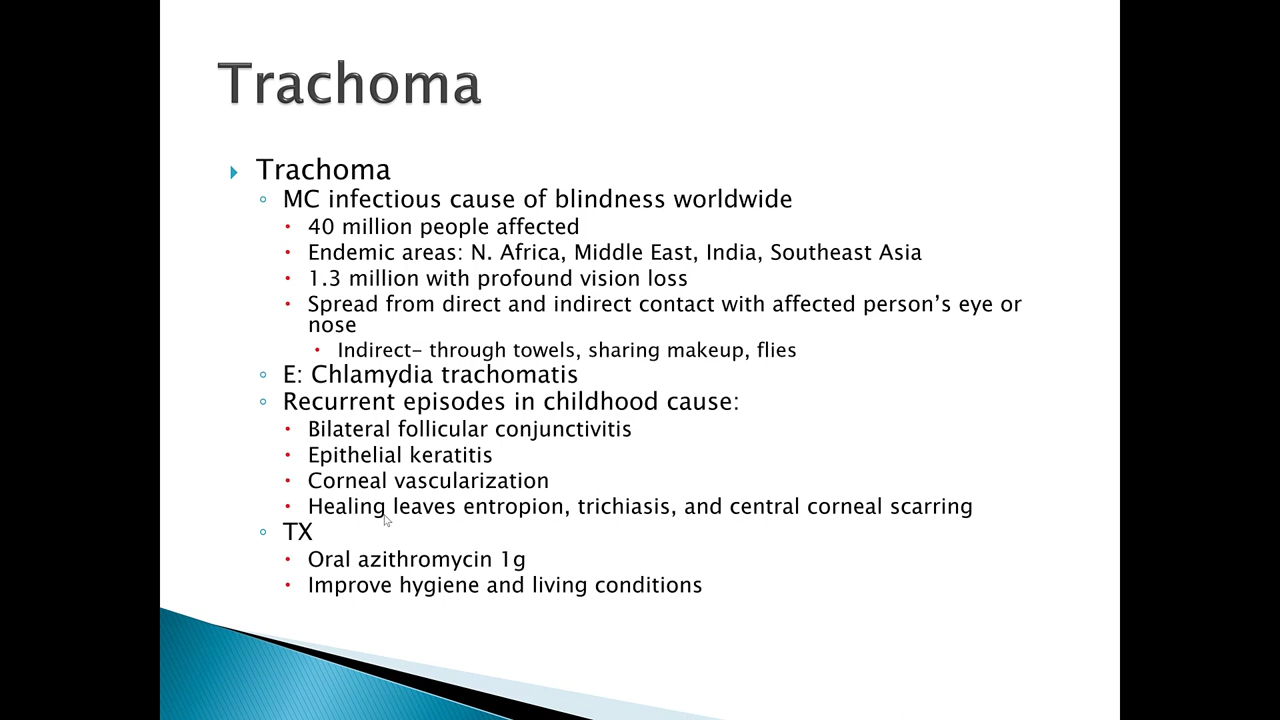 Trachoma
Trachoma
MC infectious cause of blindness worldwide
40 million people affected
Endemic areas: N. Africa, Middle East, India, Southeast Asia
1.3 million with profound vision loss
Spread from direct and indirect contact with affected person’s eye or
nose
Indirect– through towels, sharing makeup, flies
E: Chlamydia trachomatis
Recurrent episodes in childhood cause:
Bilateral follicular conjunctivitis
Epithelial keratitis
Corneal vascularization
Healing leaves entropion, trichiasis, and central corneal scarring
TX
Oral azithromycin 1g
Improve hygiene and living conditions